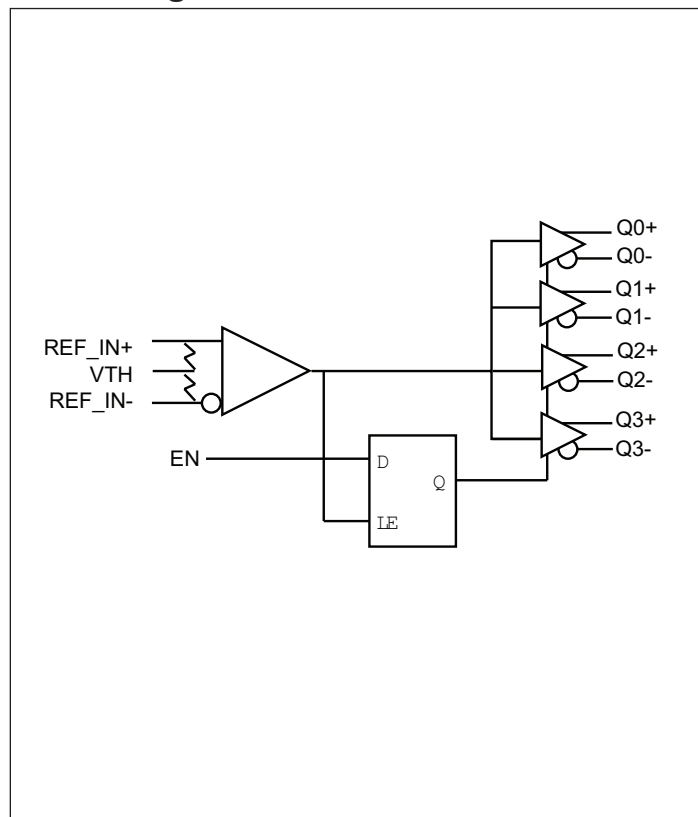 Q0+
Q0-
Q1+
Q1-
Q2+
Q2-
Q3+
Q3-
REF_IN+
VTH
REF_IN-
EN
D
Q
LE